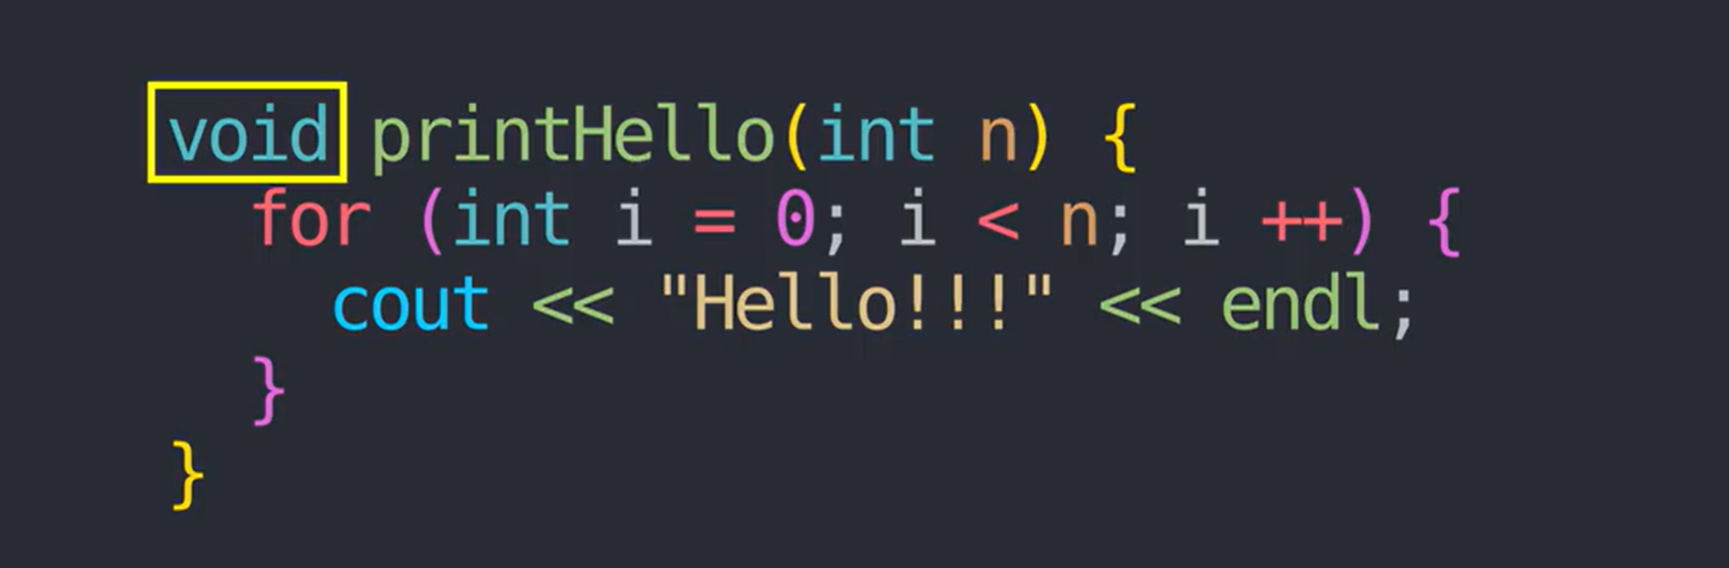 void printHello(int n) {
  for (int i = 0; i < n; i ++) {
    cout << "Hello!!!" << endl;
  }
}